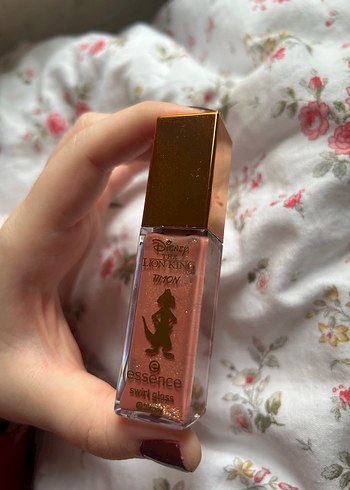 Disney
THE
LION KING
TIMON
essence
swirl gloss